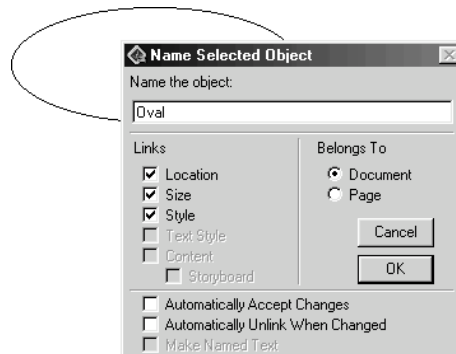 Name Selected Object
Name the object:
Oval
Links
Location
Size
Style
Text Style
Content
Storyboard
Belongs To
Document
Page
Cancel
OK
Automatically Accept Changes
Automatically Unlink When Changed
Make Named Text